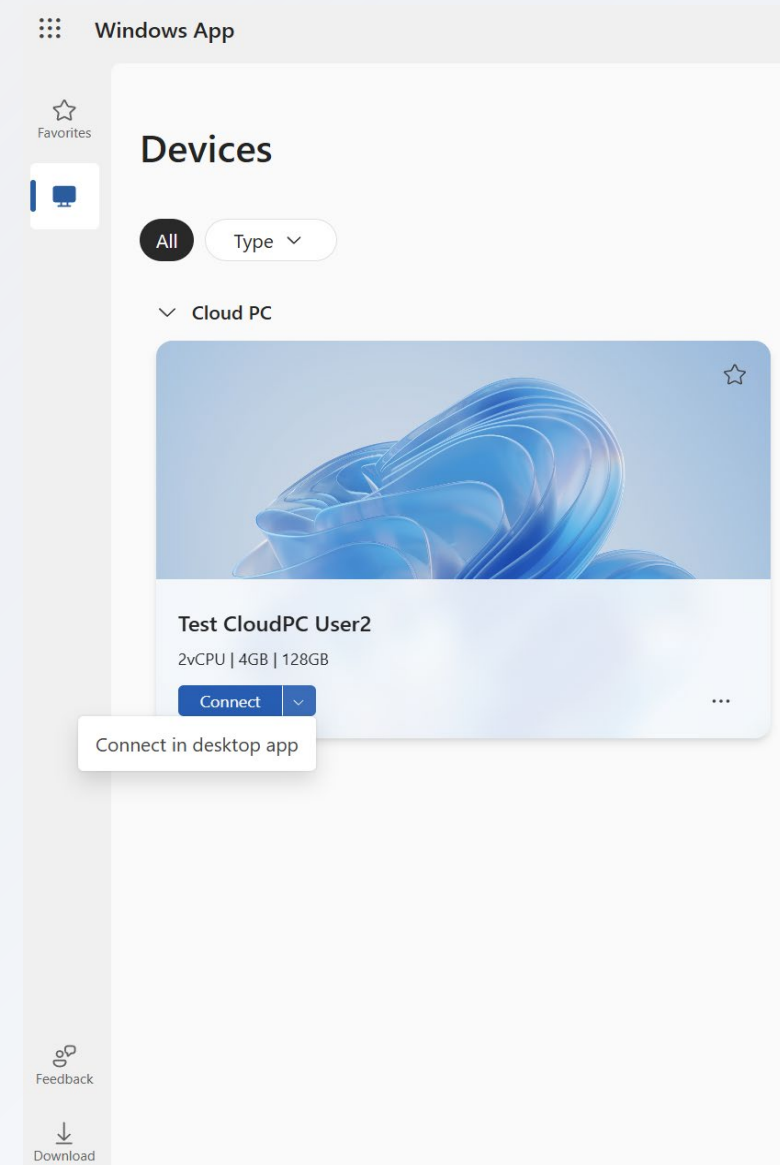 Windows App
Favorites
Devices
All
Type
Cloud PC
Test CloudPC User2
2vCPU | 4GB | 128GB
Connect
...
Connect in desktop app
Feedback
Download